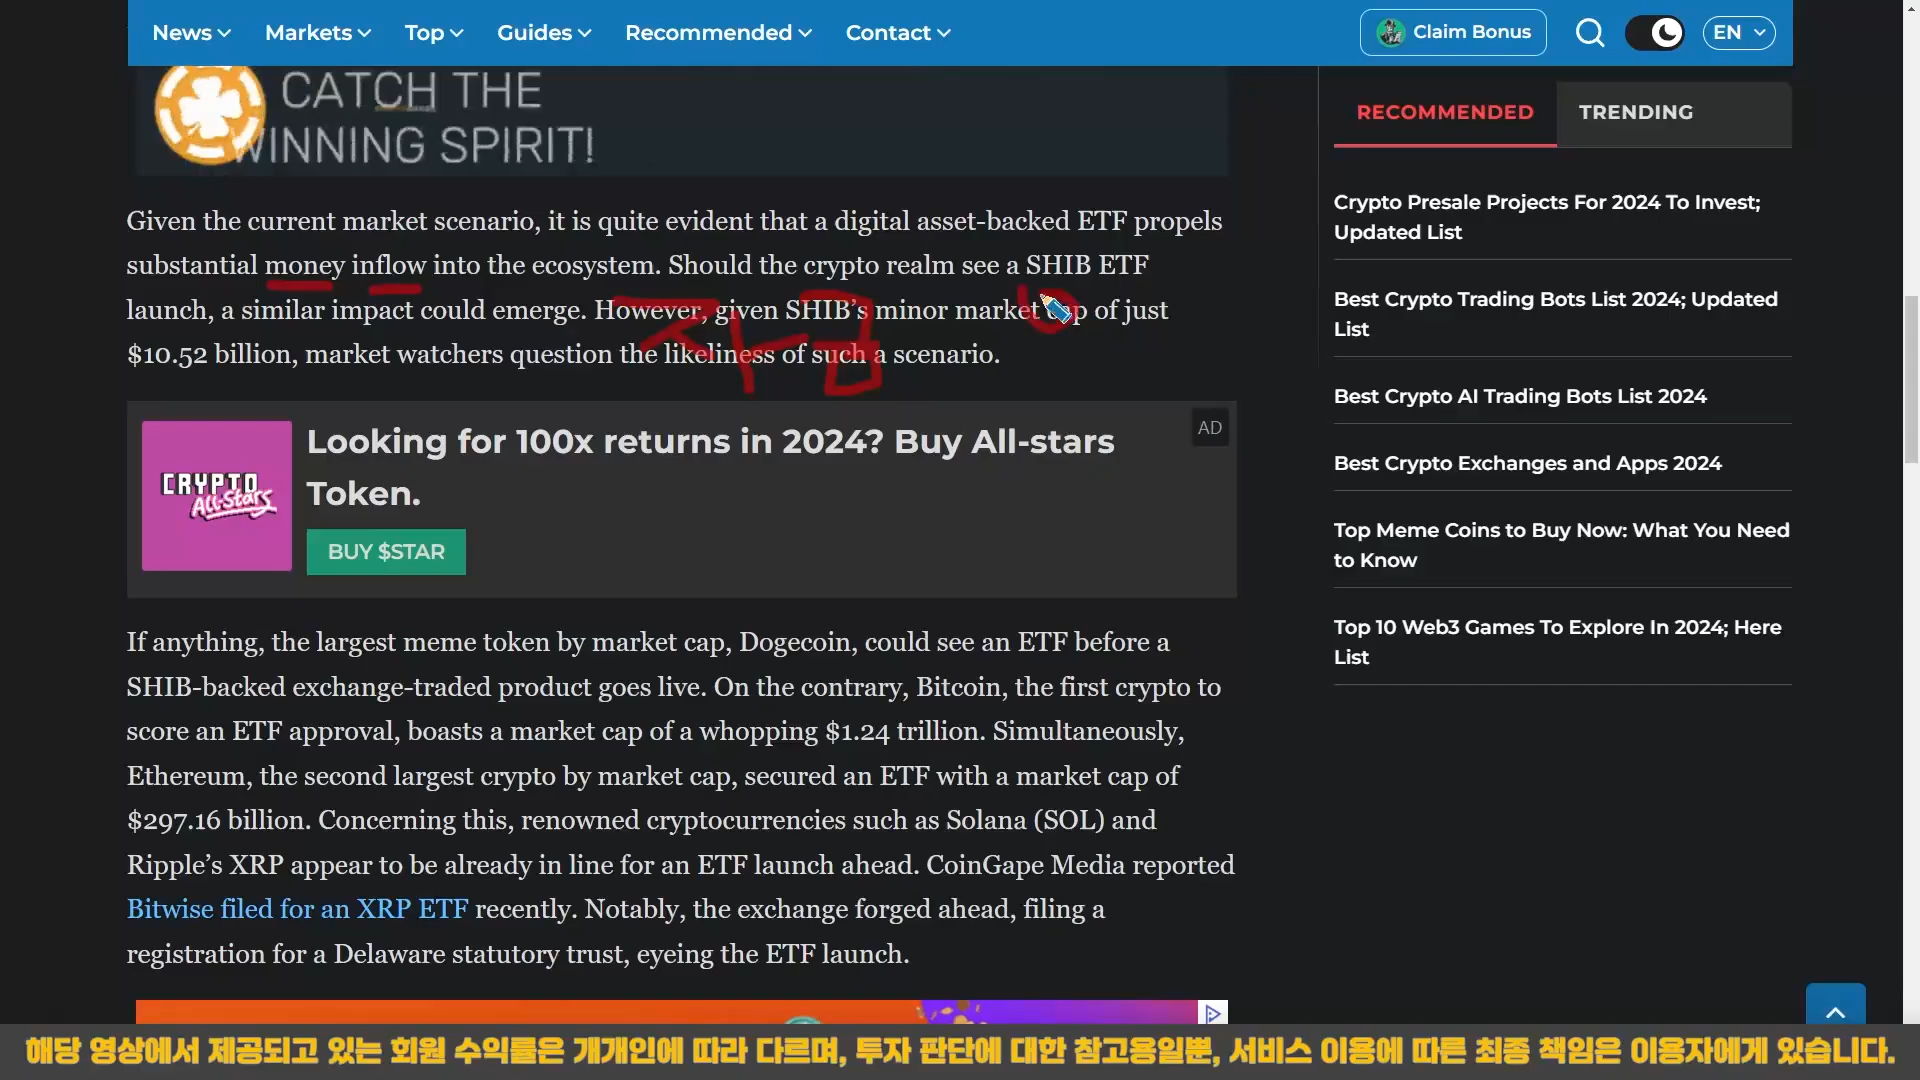 News Markets Top Guides Recommended Contact Claim Bonus EN
CATCH THE
WINNING SPIRIT!
Given the current market scenario, it is quite evident that a digital asset-backed ETF propels
substantial money inflow into the ecosystem. Should the crypto realm see a SHIB ETF
launch, a similar impact could emerge. However, given SHIB's minor market cap of just
$10.52 billion, market watchers question the likeliness of such a scenario.
자금
Looking for 100x returns in 2024? Buy All-stars
Token.
AD
CRYPTO
All-Stars
BUY $STAR
If anything, the largest meme token by market cap, Dogecoin, could see an ETF before a
SHIB-backed exchange-traded product goes live. On the contrary, Bitcoin, the first crypto to
score an ETF approval, boasts a market cap of a whopping $1.24 trillion. Simultaneously,
Ethereum, the second largest crypto by market cap, secured an ETF with a market cap of
$297.16 billion. Concerning this, renowned cryptocurrencies such as Solana (SOL) and
Ripple's XRP appear to be already in line for an ETF launch ahead. CoinGape Media reported
Bitwise filed for an XRP ETF recently. Notably, the exchange forged ahead, filing a
registration for a Delaware statutory trust, eyeing the ETF launch.
RECOMMENDED TRENDING
Crypto Presale Projects For 2024 To Invest;
Updated List
Best Crypto Trading Bots List 2024; Updated
List
Best Crypto AI Trading Bots List 2024
Best Crypto Exchanges and Apps 2024
Top Meme Coins to Buy Now: What You Need
to Know
Top 10 Web3 Games To Explore In 2024; Here
List
해당 영상에서 제공되고 있는 회원 수익률은 개개인에 따라 다르며, 투자 판단에 대한 참고용일뿐, 서비스 이용에 따른 최종 책임은 이용자에게 있습니다.